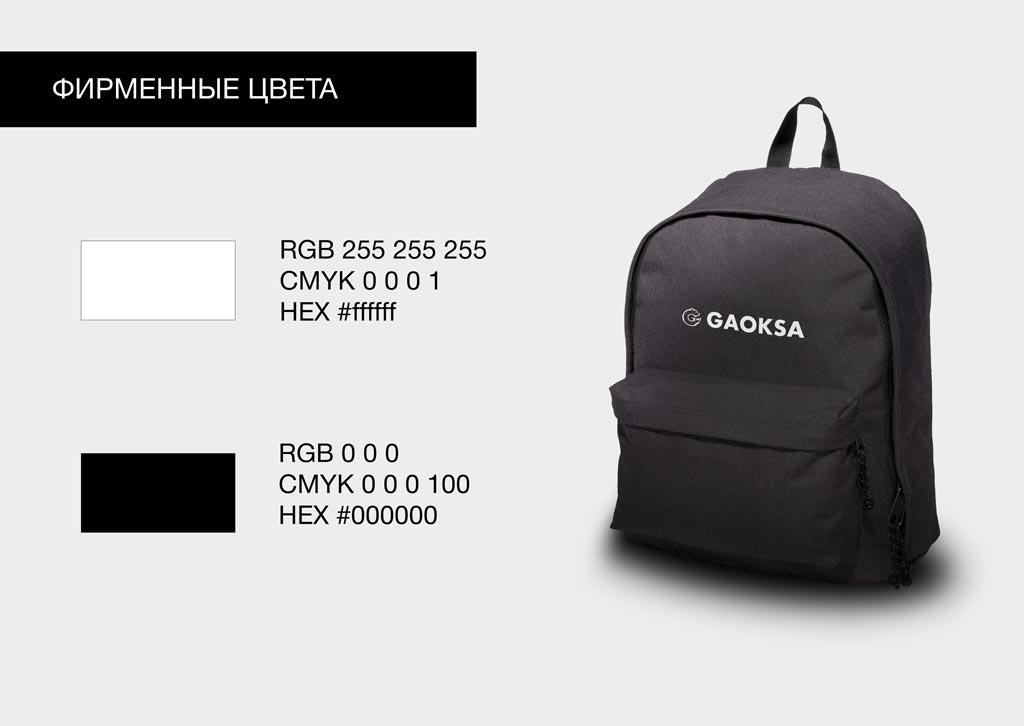 ФИРМЕННЫЕ ЦВЕТА
RGB 255 255 255
CMYK 0 0 0 1
HEX #ffffff
RGB 0 0 0
CMYK 0 0 0 100
HEX #000000
GAOKSA